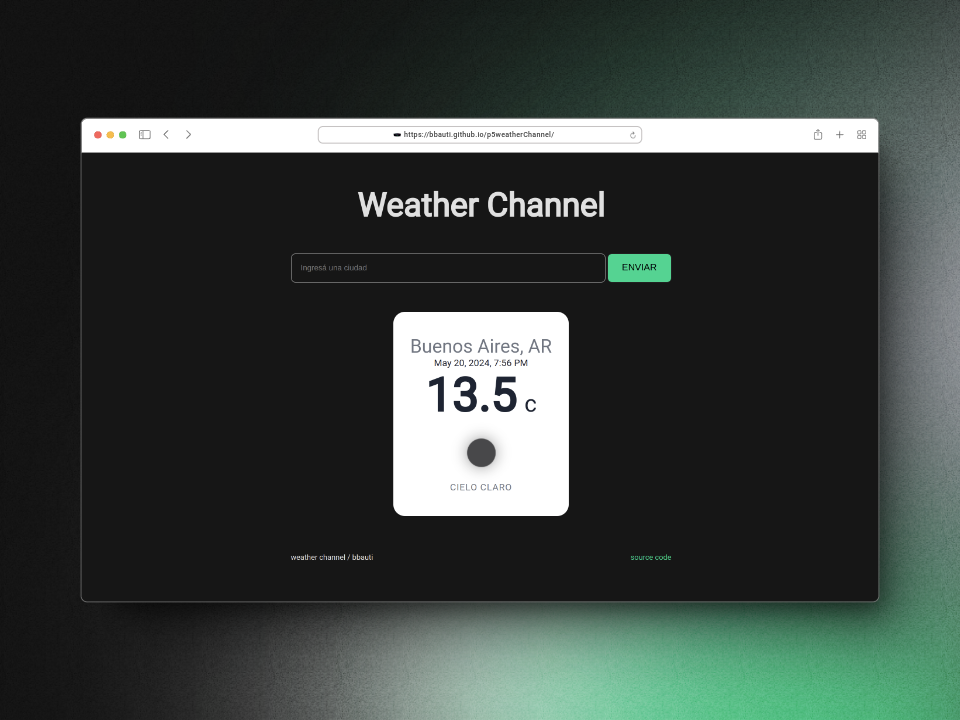 https://bbauti.github.io/p5weatherChannel/
Weather Channel
Ingresá una ciudad
ENVIAR
Buenos Aires, AR
May 20, 2024, 7:56 PM
13.5 C
CIELO CLARO
weather channel / bbauti
source code